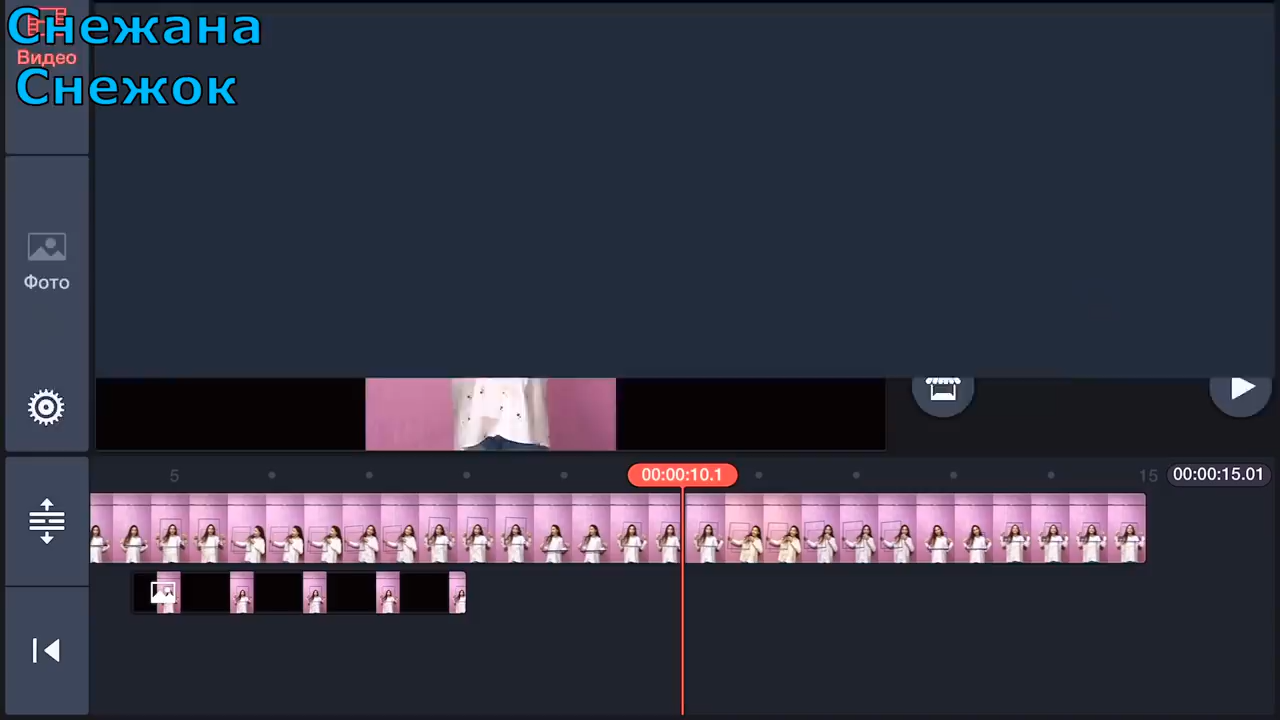 Снежана
Видео
Снежок
Фото
5
00:00:10.1
15
00:00:15.01